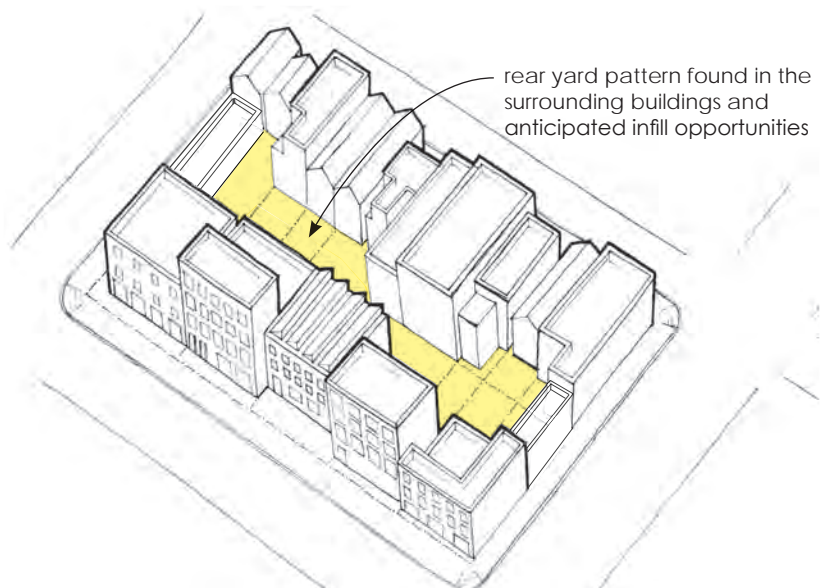 rear yard pattern found in the
surrounding buildings and
anticipated infill opportunities